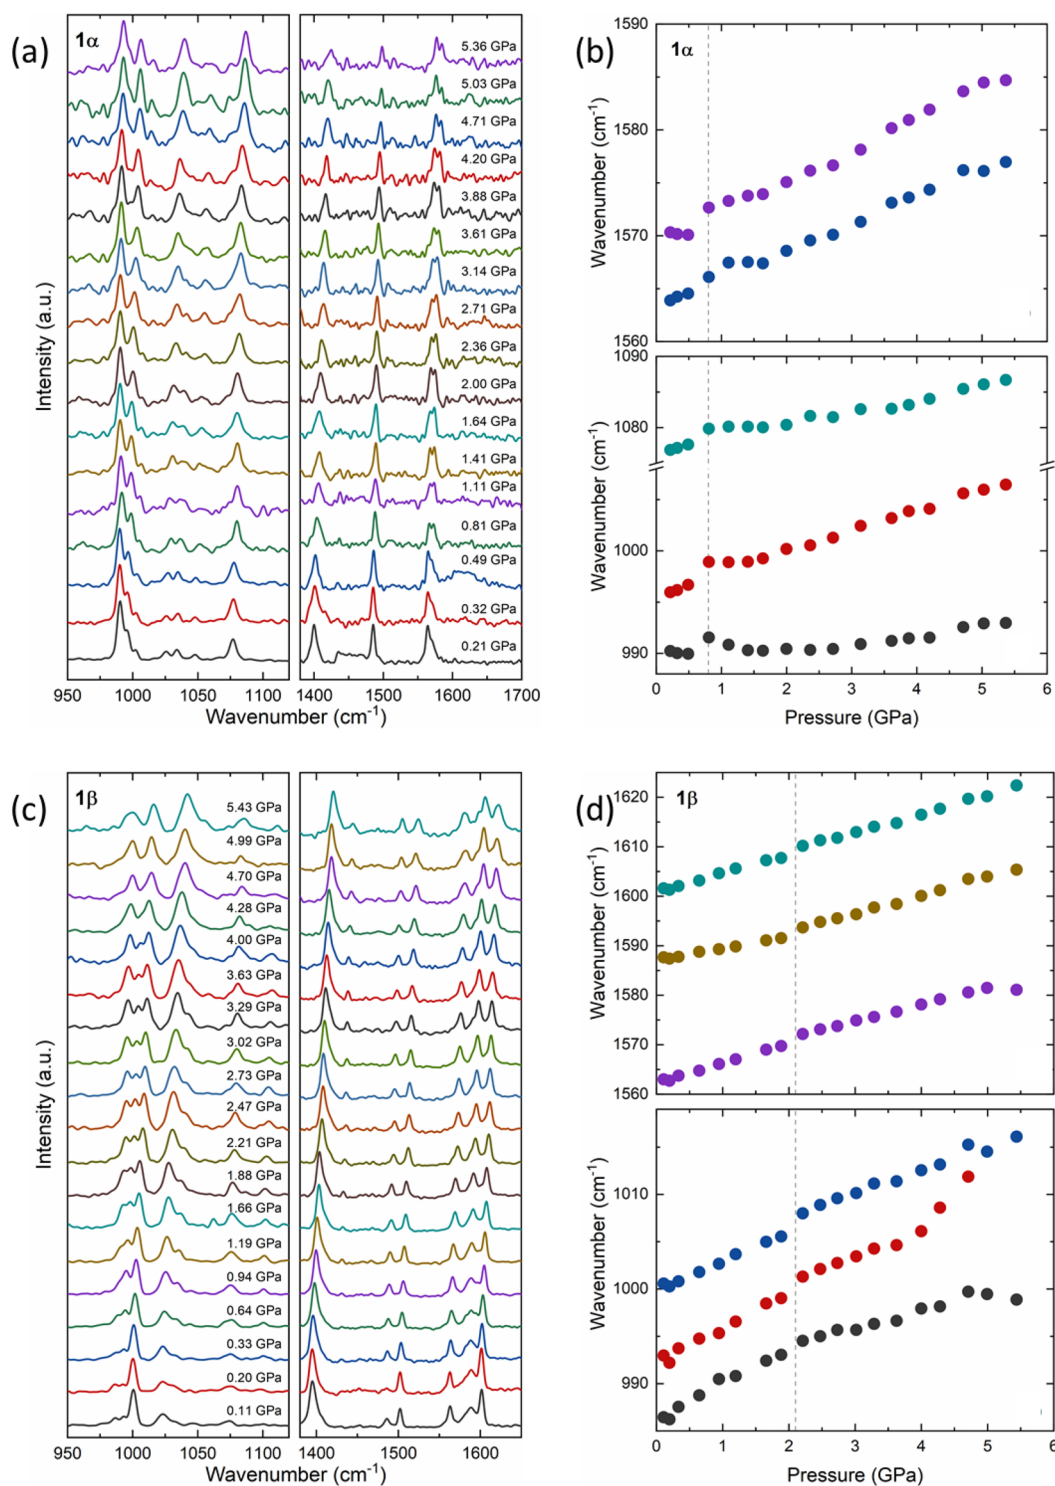 (a)
1α
5.36 GPa
5.03 GPa
4.71 GPa
4.20 GPa
3.88 GPa
3.61 GPa
3.14 GPa
2.71 GPa
2.36 GPa
2.00 GPa
1.64 GPa
1.41 GPa
1.11 GPa
0.81 GPa
0.49 GPa
0.32 GPa
0.21 GPa
Intensity (a.u.)
950 1000 1050 1100 1400 1500 1600 1700
Wavenumber (cm⁻¹) Wavenumber (cm⁻¹)
(b)
1α
1590
1580
1570
1560
Wavenumber (cm⁻¹)
1090
1080
1000
990
Wavenumber (cm⁻¹)
0 1 2 3 4 5 6
Pressure (GPa)
(c)
1β
5.43 GPa
4.99 GPa
4.70 GPa
4.28 GPa
4.00 GPa
3.63 GPa
3.29 GPa
3.02 GPa
2.73 GPa
2.47 GPa
2.21 GPa
1.88 GPa
1.66 GPa
1.19 GPa
0.94 GPa
0.64 GPa
0.33 GPa
0.20 GPa
0.11 GPa
Intensity (a.u.)
950 1000 1050 1100 1400 1500 1600
Wavenumber (cm⁻¹)
(d)
1β
1620
1610
1600
1590
1580
1570
1560
Wavenumber (cm⁻¹)
1010
1000
990
Wavenumber (cm⁻¹)
0 1 2 3 4 5 6
Pressure (GPa)